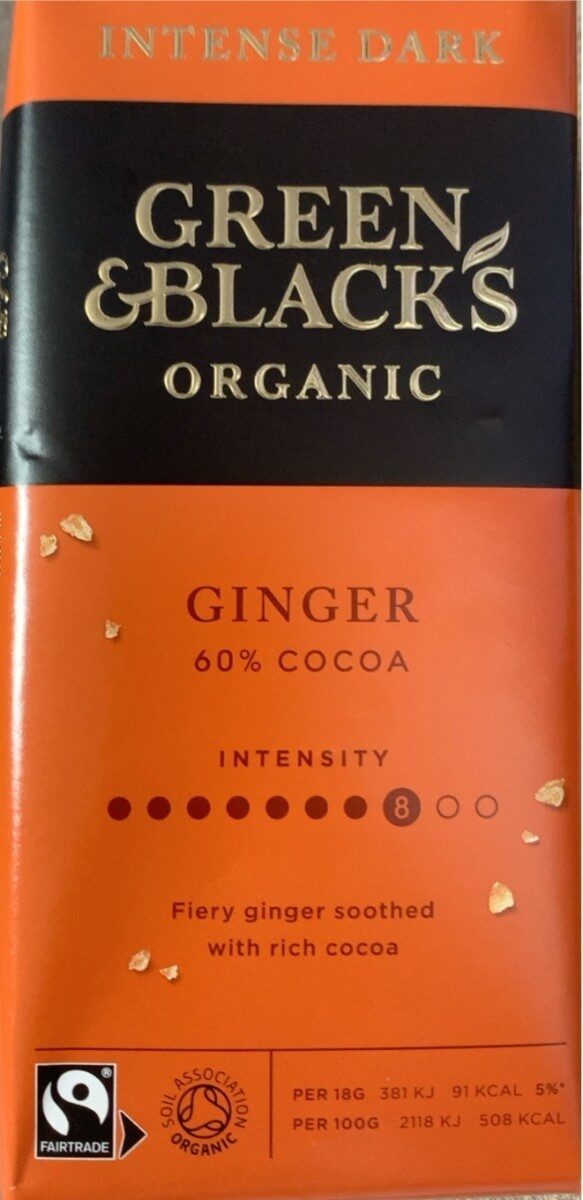 INTENSE DARK
GREEN
&BLACK'S
ORGANIC
GINGER
60% COCOA
INTENSITY
8
Fiery ginger soothed
with rich cocoa
FAIRTRADE
®
SOIL ASSOCIATION
ORGANIC
PER 18G 381 KJ 91 KCAL 5%*
PER 100G 2118 KJ 508 KCAL